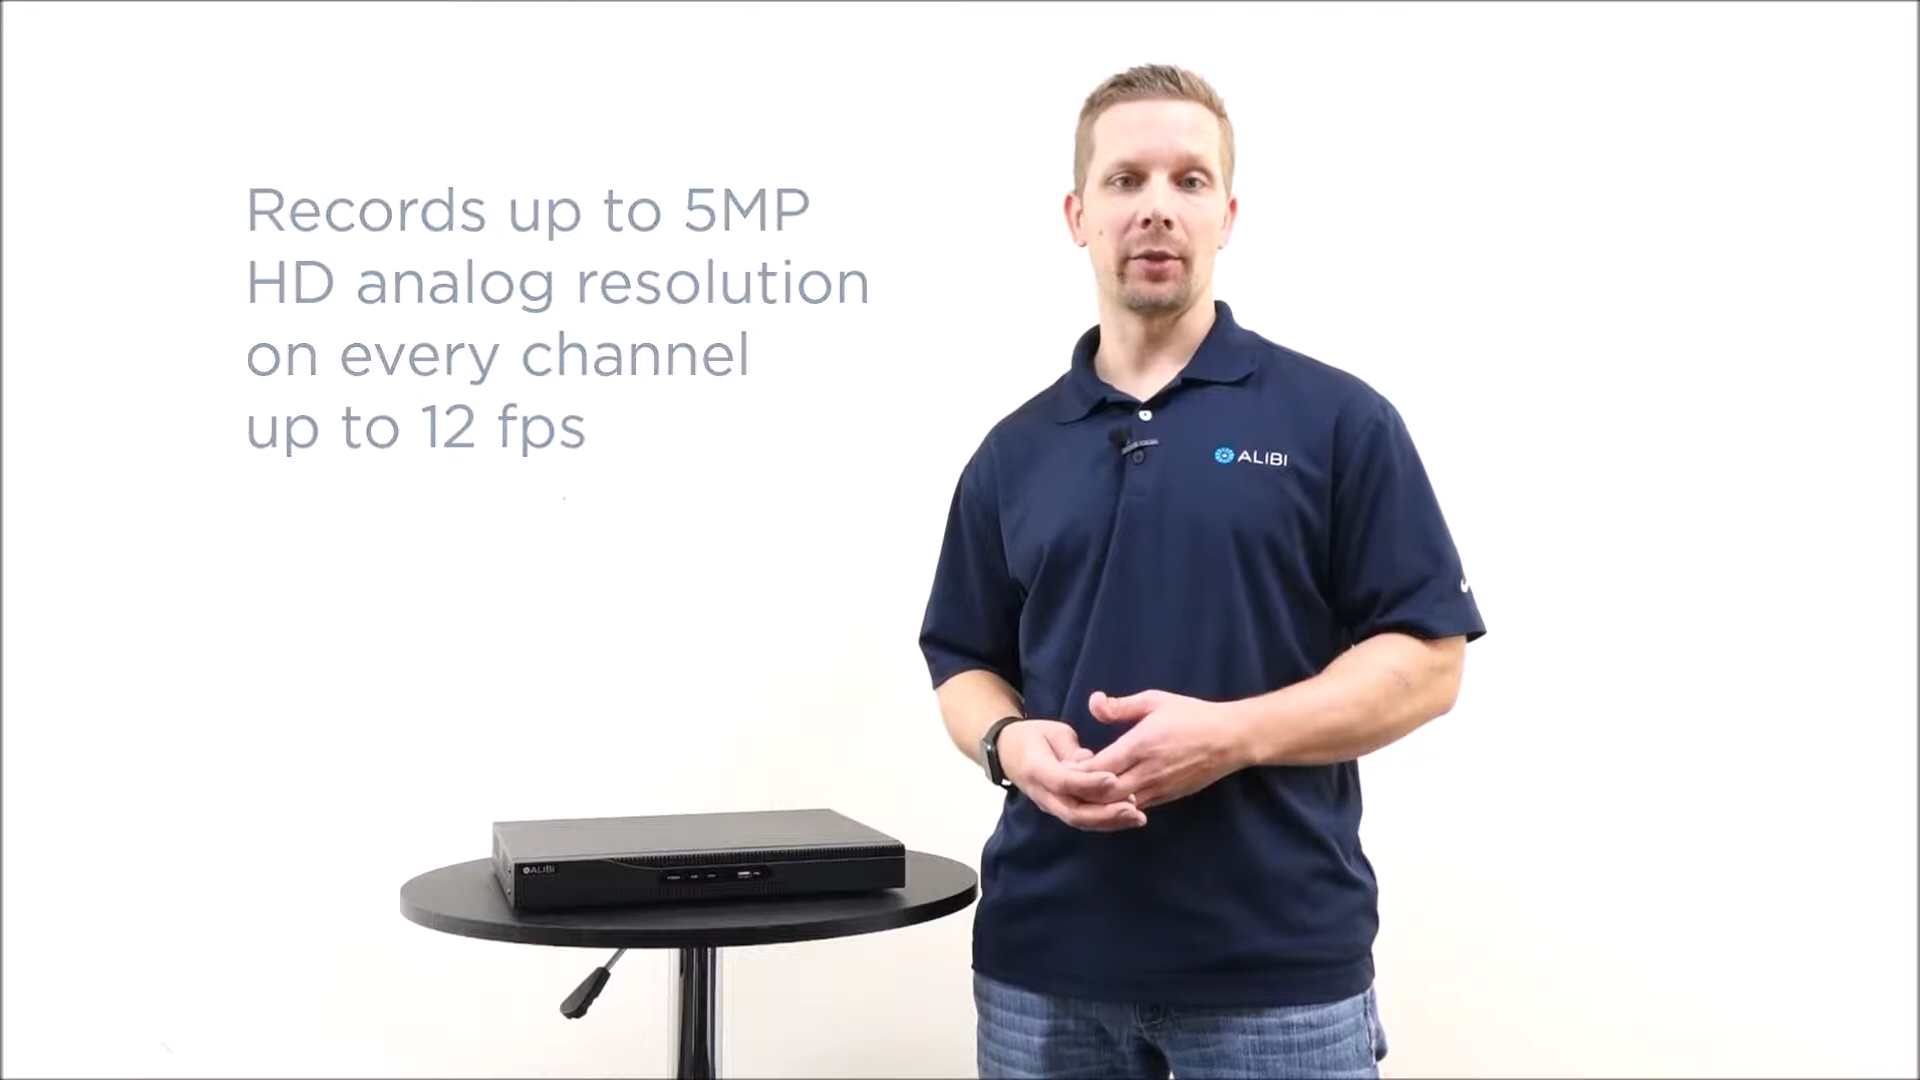 Records up to 5MP
HD analog resolution
on every channel
up to 12 fps
ALIBI
ALIBI